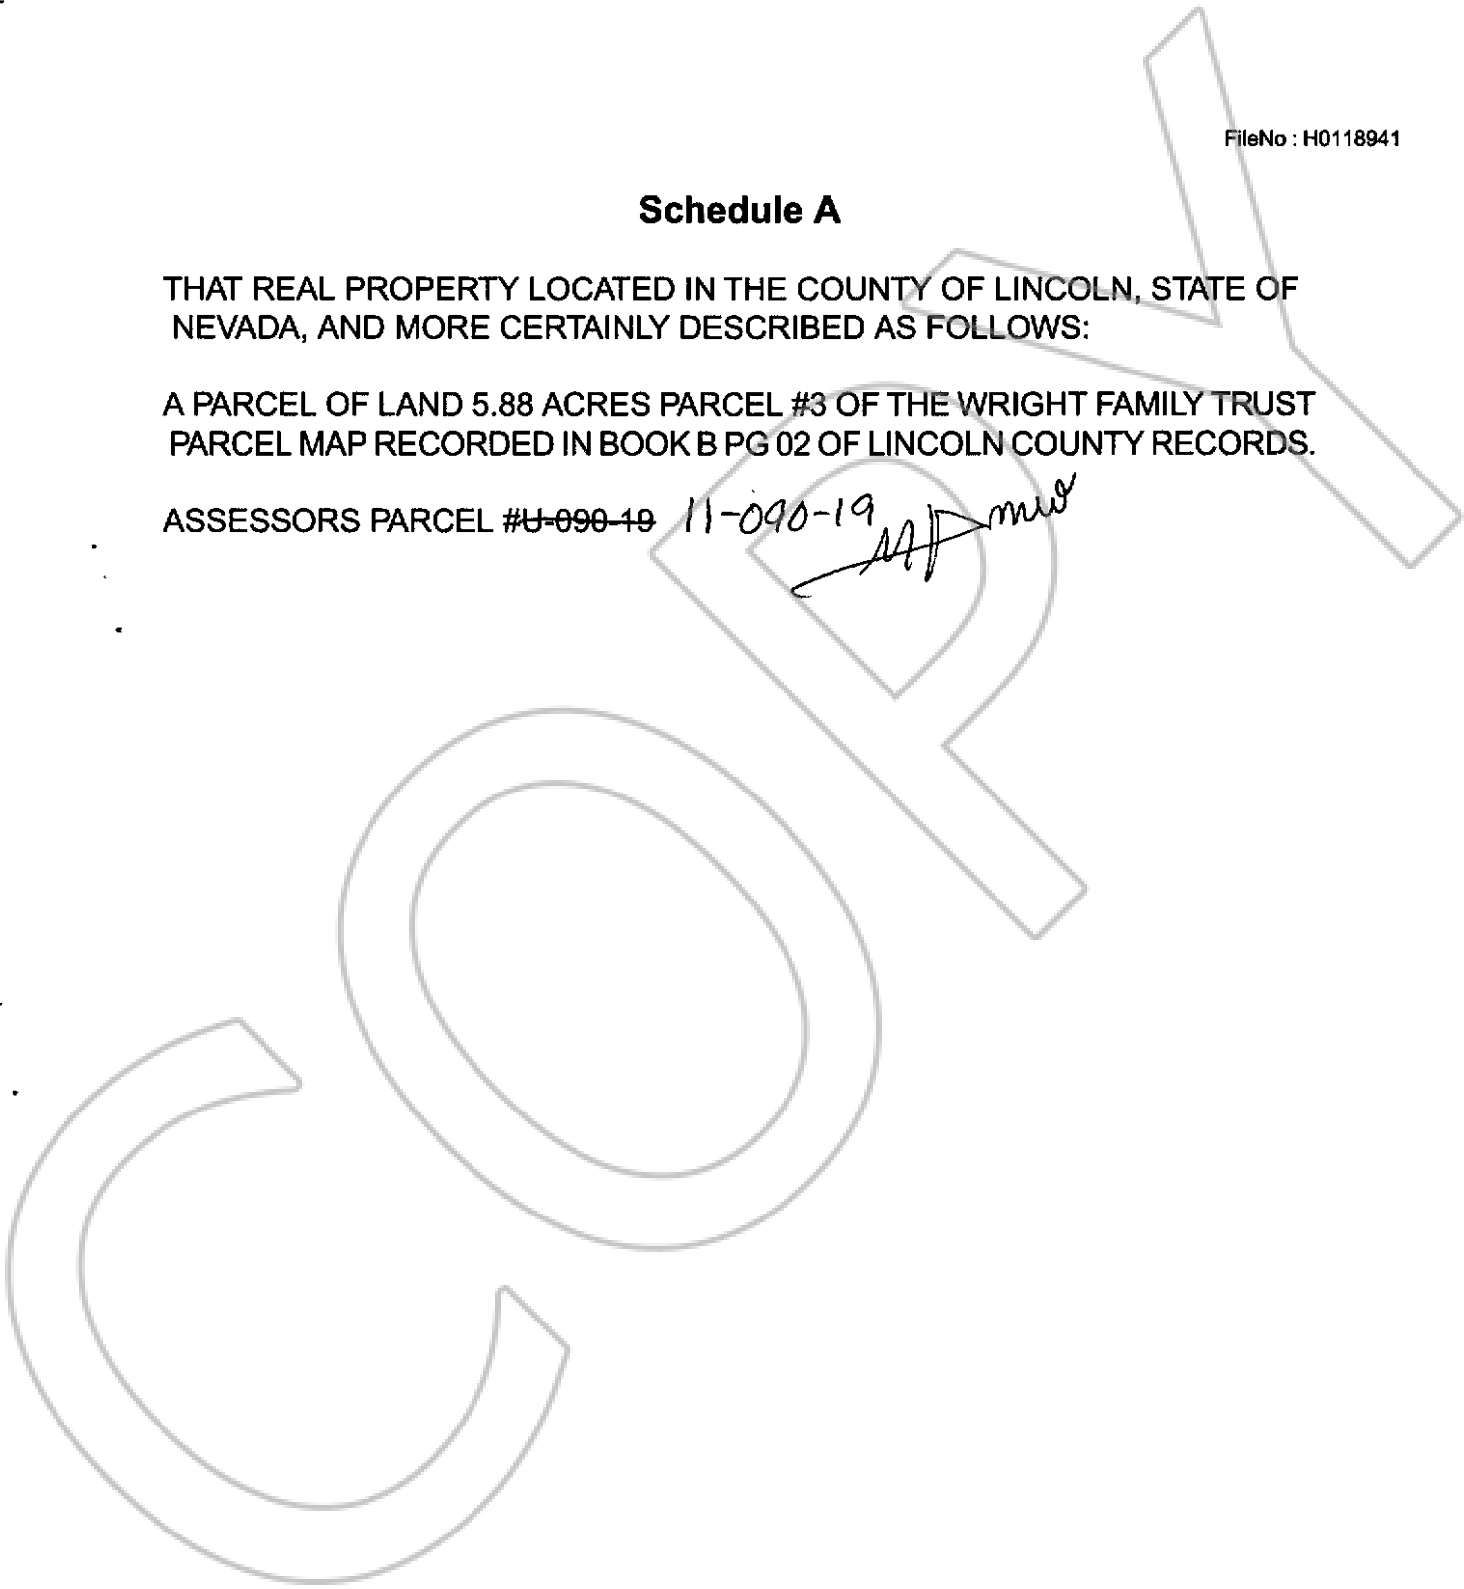 FileNo : H0118941
Schedule A
THAT REAL PROPERTY LOCATED IN THE COUNTY OF LINCOLN, STATE OF
NEVADA, AND MORE CERTAINLY DESCRIBED AS FOLLOWS:
A PARCEL OF LAND 5.88 ACRES PARCEL #3 OF THE WRIGHT FAMILY TRUST
PARCEL MAP RECORDED IN BOOK B PG 02 OF LINCOLN COUNTY RECORDS.
ASSESSORS PARCEL #U-090-19 11-090-19
COPY